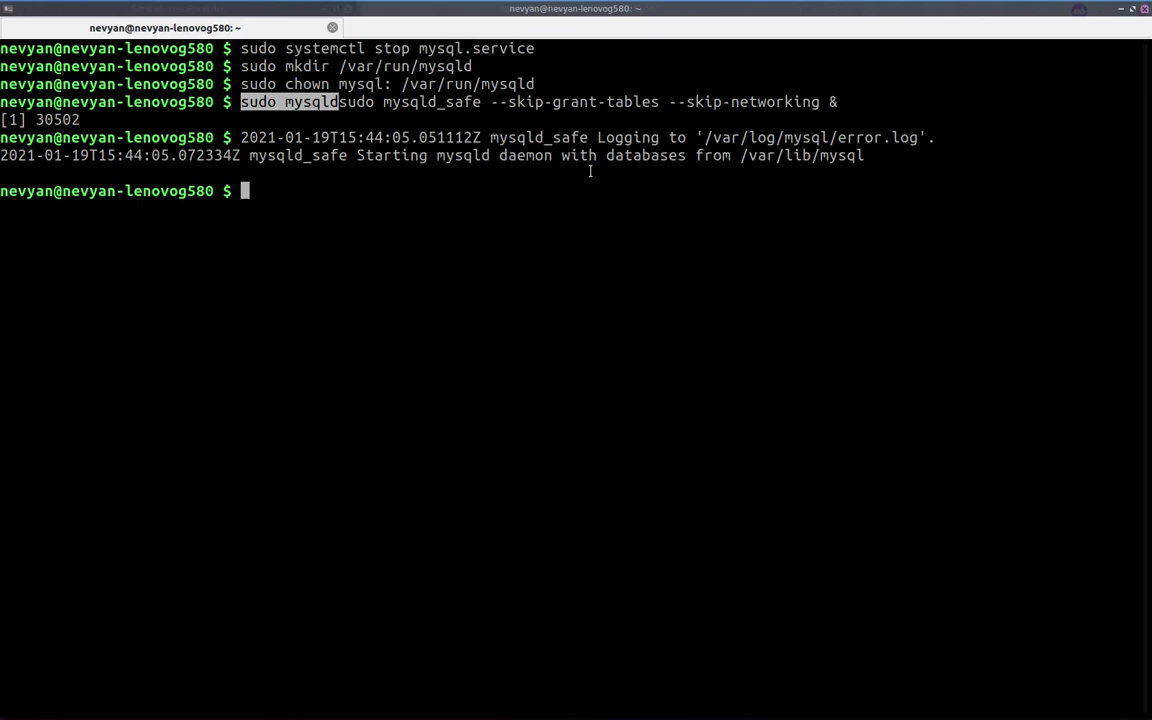 nevyan@nevyan-lenovog580: ~
nevyan@nevyan-lenovog580: ~
nevyan@nevyan-lenovog580 $ sudo systemctl stop mysql.service
nevyan@nevyan-lenovog580 $ sudo mkdir /var/run/mysqld
nevyan@nevyan-lenovog580 $ sudo chown mysql: /var/run/mysqld
nevyan@nevyan-lenovog580 $ sudo mysqldsudo mysqld_safe --skip-grant-tables --skip-networking &
[1] 30502
nevyan@nevyan-lenovog580 $ 2021-01-19T15:44:05.051112Z mysqld_safe Logging to '/var/log/mysql/error.log'.
2021-01-19T15:44:05.072334Z mysqld_safe Starting mysqld daemon with databases from /var/lib/mysql
nevyan@nevyan-lenovog580 $